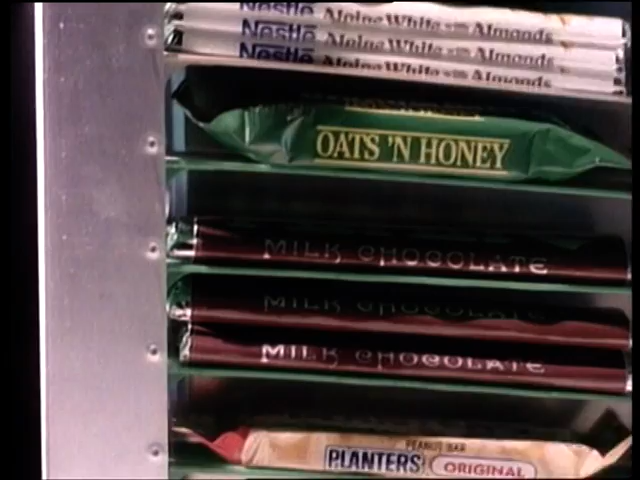 Nestle Alpine White with Almonds
Nestle Alpine White with Almonds
Nestle Alpine White with Almonds
OATS 'N HONEY
MILK CHOCOLATE
MILK CHOCOLATE
MILK CHOCOLATE
PEANUT BAR
PLANTERS ORIGINAL